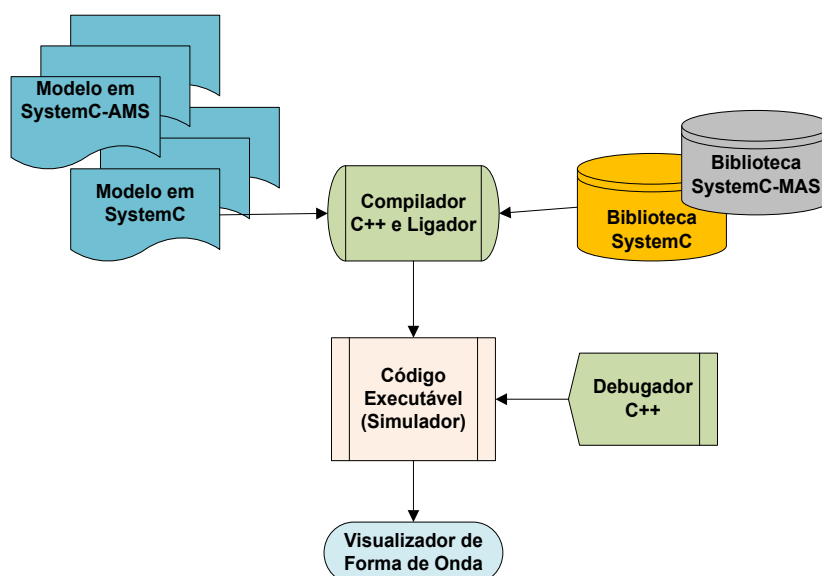 Modelo em
SystemC-AMS
Modelo em
SystemC
Compilador
C++ e Ligador
Biblioteca
SystemC-MAS
Biblioteca
SystemC
Código
Executável
(Simulador)
Debugador
C++
Visualizador de
Forma de Onda